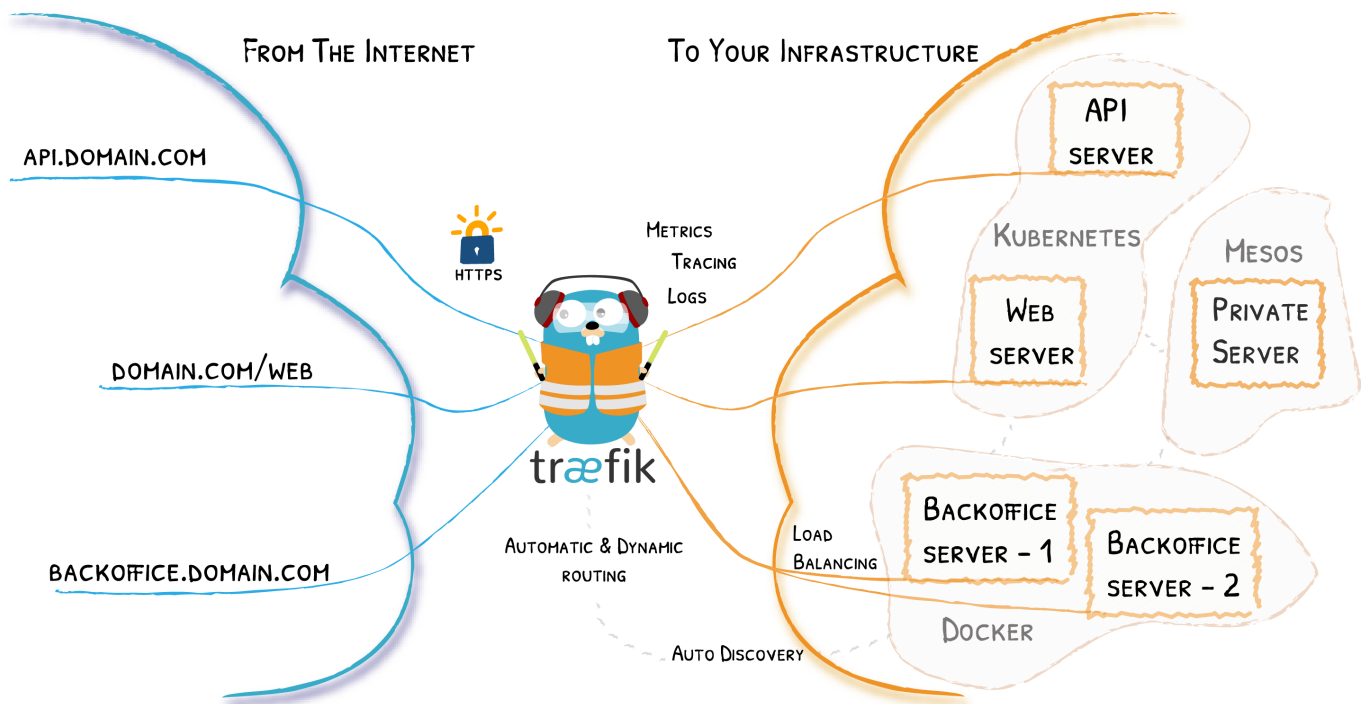 From The Internet
To Your Infrastructure
API.DOMAIN.COM
API
SERVER
HTTPS
Metrics
Tracing
Logs
Kubernetes
Mesos
Web
SERVER
Private
Server
DOMAIN.COM/WEB
træfik
Backoffice
SERVER - 1
Backoffice
SERVER - 2
Load
Balancing
Automatic & Dynamic
ROUTING
BACKOFFICE.DOMAIN.COM
Docker
Auto Discovery